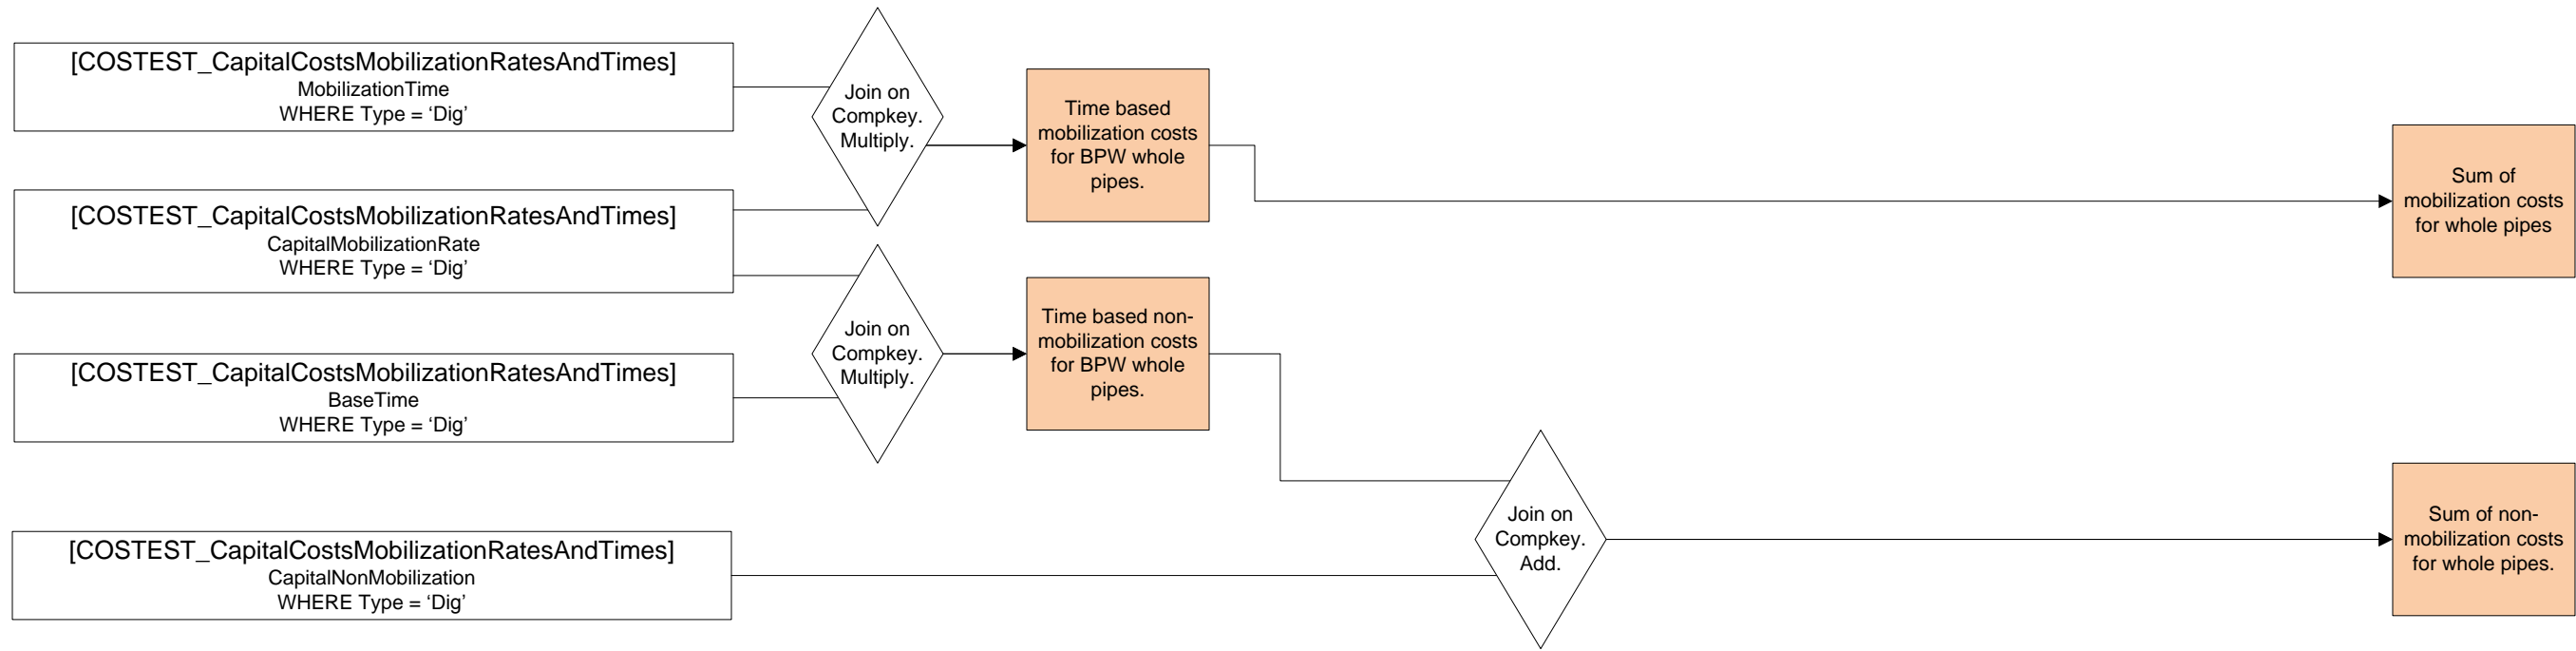 [COSTEST_CapitalCostsMobilizationRatesAndTimes]
MobilizationTime
WHERE Type = ‘Dig’
Join on
Compkey.
Multiply.
Time based
mobilization costs
for BPW whole
pipes.
Sum of
mobilization costs
for whole pipes
[COSTEST_CapitalCostsMobilizationRatesAndTimes]
CapitalMobilizationRate
WHERE Type = ‘Dig’
Join on
Compkey.
Multiply.
Time based non-
mobilization costs
for BPW whole
pipes.
[COSTEST_CapitalCostsMobilizationRatesAndTimes]
BaseTime
WHERE Type = ‘Dig’
[COSTEST_CapitalCostsMobilizationRatesAndTimes]
CapitalNonMobilization
WHERE Type = ‘Dig’
Join on
Compkey.
Add.
Sum of non-
mobilization costs
for whole pipes.